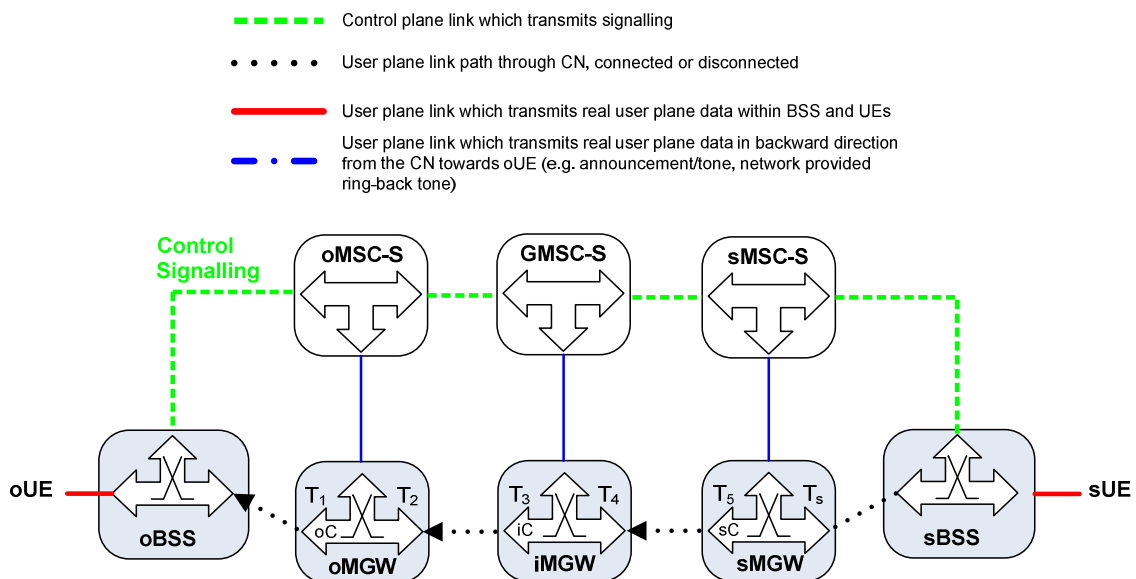 Control plane link which transmits signalling
User plane link path through CN, connected or disconnected
User plane link which transmits real user plane data within BSS and UEs
User plane link which transmits real user plane data in backward direction
from the CN towards oUE (e.g. announcement/tone, network provided
ring-back tone)
Control
Signalling
oMSC-S
GMSC-S
sMSC-S
oUE
sUE
T1
T2
T3
T4
T5
Ts
oC
iC
sC
oBSS
oMGW
iMGW
sMGW
sBSS